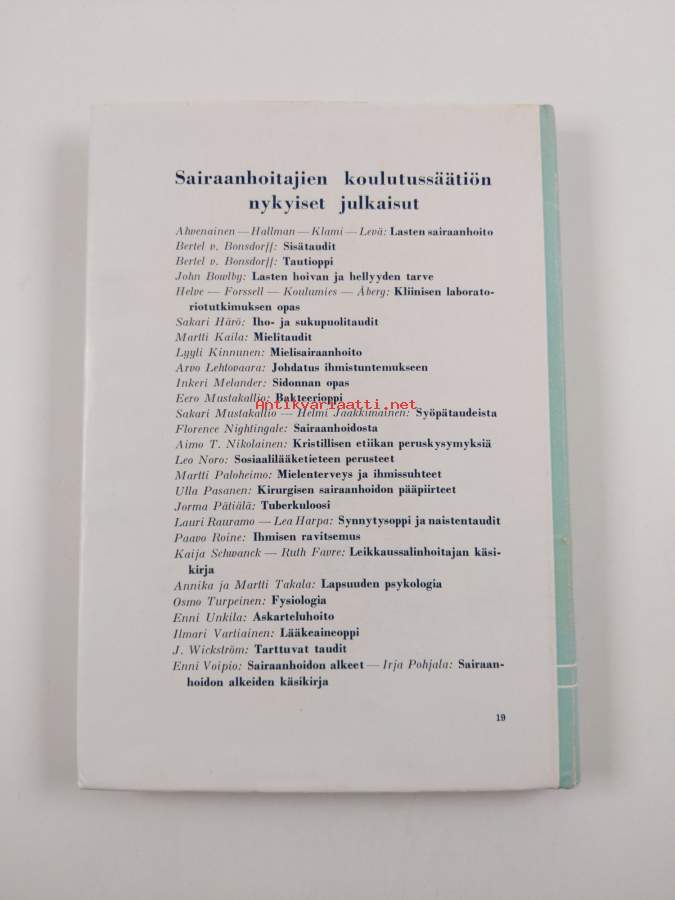 Sairaanhoitajien koulutussäätiön
nykyiset julkaisut
Ahvenainen — Hallman — Klami — Levä: Lasten sairaanhoito
Bertel v. Bonsdorff: Sisätaudit
Bertel v. Bonsdorff: Tautioppi
John Bowlby: Lasten hoivan ja hellyyden tarve
Helve — Forssell — Koulumies — Åberg: Kliinisen laborato-
riotutkimuksen opas
Sakari Härö: Iho- ja sukupuolitaudit
Martti Kaila: Mielitaudit
Lyyli Kinnunen: Mielisairaanhoito
Arvo Lehtovaara: Johdatus ihmistuntemukseen
Inkeri Melander: Sidonnan opas
Eero Mustakallio: Bakteerioppi
Antikvariaatti.net
Sakari Mustakallio — Helmi Jaakkimainen: Syöpätaudeista
Florence Nightingale: Sairaanhoidosta
Aimo T. Nikolainen: Kristillisen etiikan peruskysymyksiä
Leo Noro: Sosiaalilääketieteen perusteet
Martti Paloheimo: Mielenterveys ja ihmissuhteet
Ulla Pasanen: Kirurgisen sairaanhoidon pääpiirteet
Jorma Pätiälä: Tuberkuloosi
Lauri Rauramo — Lea Harpa: Synnytysoppi ja naistentaudit
Paavo Roine: Ihmisen ravitsemus
Kaija Schwanck — Ruth Favre: Leikkaussalinhoitajan käsi-
kirja
Annika ja Martti Takala: Lapsuuden psykologia
Osmo Turpeinen: Fysiologia
Enni Unkila: Askarteluhoito
Ilmari Vartiainen: Lääkeaineoppi
J. Wickström: Tarttuvat taudit
Enni Voipio: Sairaanhoidon alkeet — Irja Pohjala: Sairaan-
hoidon alkeiden käsikirja
19